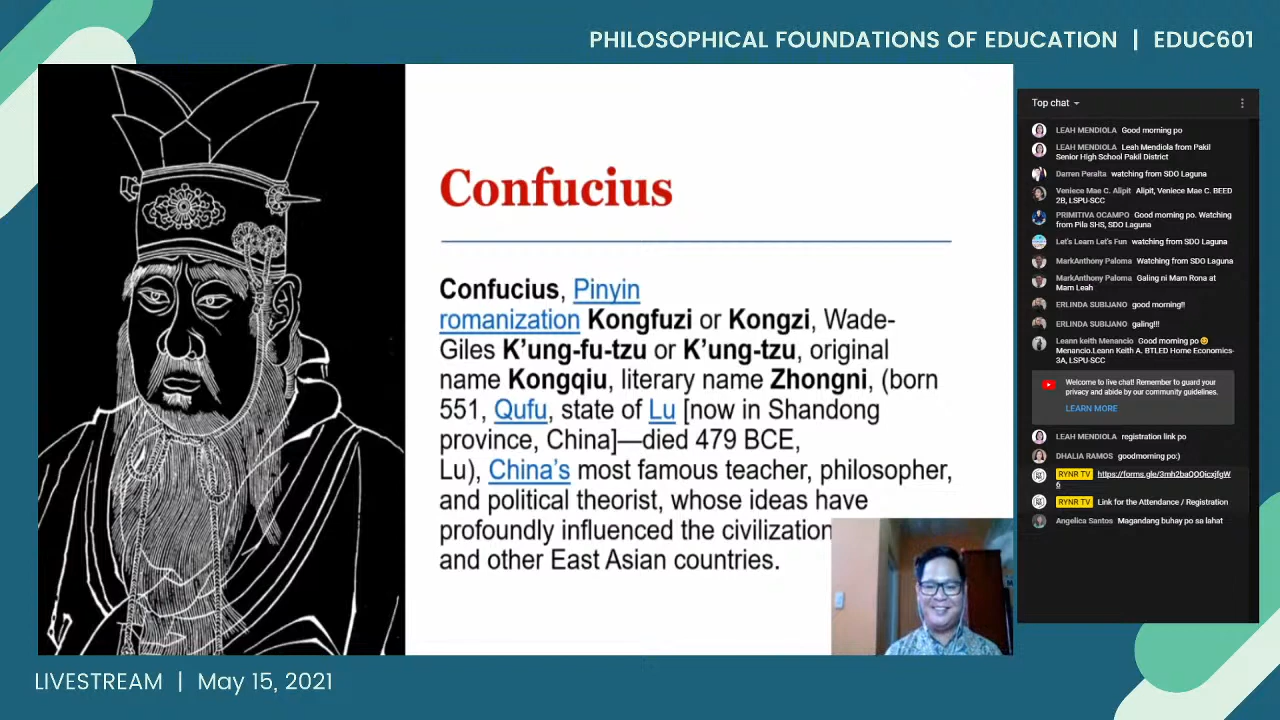 PHILOSOPHICAL FOUNDATIONS OF EDUCATION | EDUC601
Confucius
Confucius, Pinyin
romanization Kongfuzi or Kongzi, Wade-
Giles K’ung-fu-tzu or K’ung-tzu, original
name Kongqiu, literary name Zhongni, (born
551, Qufu, state of Lu [now in Shandong
province, China]—died 479 BCE,
Lu), China’s most famous teacher, philosopher,
and political theorist, whose ideas have
profoundly influenced the civilization
and other East Asian countries.
Top chat
LEAH MENDIOLA Good morning po
LEAH MENDIOLA Leah Mendiola from Pakil
Senior High School Pakil District
Darren Peralta watching from SDO Laguna
Veniece Mae C. Alipit Alipit, Veniece Mae C. BEED
2B, LSPU-SCC
PRIMITIVA OCAMPO Good morning po. Watching
from Pila SHS, SDO Laguna
Let's Learn Let's Fun watching from SDO Laguna
MarkAnthony Paloma Watching from SDO Laguna
MarkAnthony Paloma Galing ni Mam Rona at
Mam Leah
ERLINDA SUBIJANO good morning!!
ERLINDA SUBIJANO galing!!!
Leann keith Menancio Good morning po😊
Menancio.Leann Keith A. BTLED Home Economics-
3A, LSPU-SCC
Welcome to live chat! Remember to guard your
privacy and abide by our community guidelines.
LEARN MORE
LEAH MENDIOLA registration link po
DHALIA RAMOS goodmorning po:)
RYNR TV
RYNR TV Link for the Attendance / Registration
Angelica Santos Magandang buhay po sa lahat
LIVESTREAM | May 15, 2021